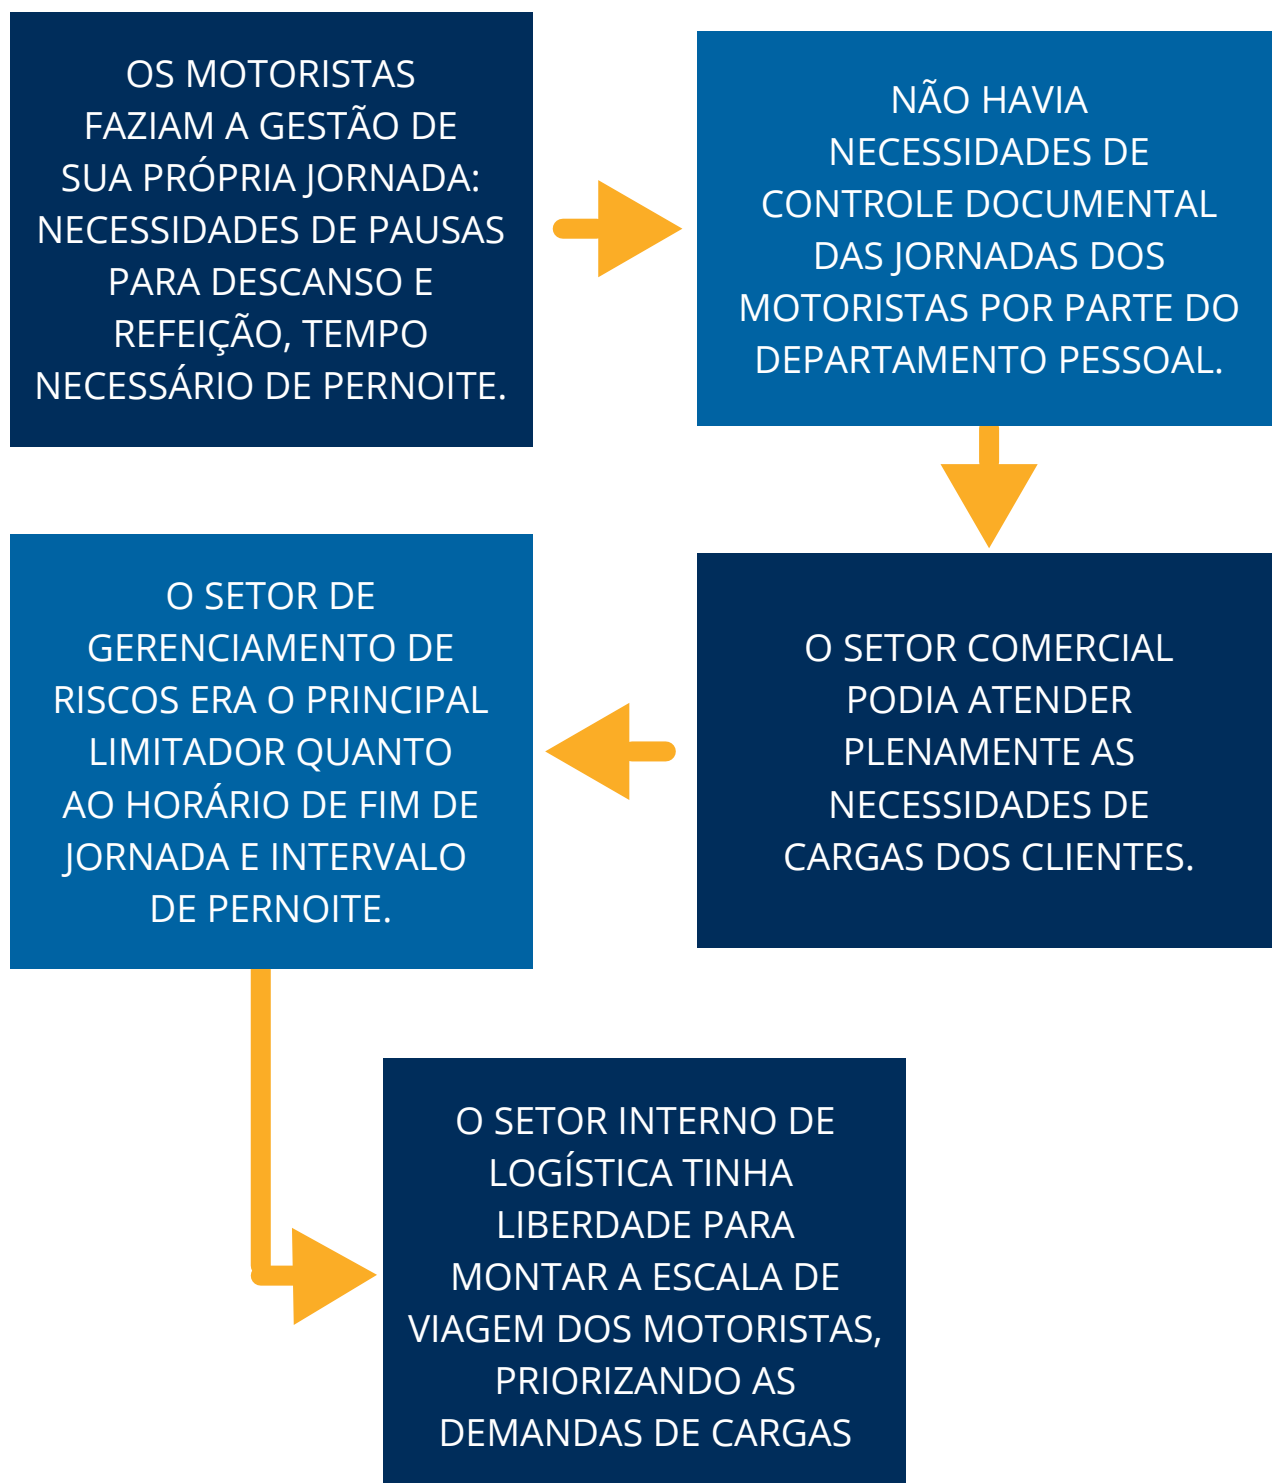 OS MOTORISTAS
FAZIAM A GESTÃO DE
SUA PRÓPRIA JORNADA:
NECESSIDADES DE PAUSAS
PARA DESCANSO E
REFEIÇÃO, TEMPO
NECESSÁRIO DE PERNOITE.
NÃO HAVIA
NECESSIDADES DE
CONTROLE DOCUMENTAL
DAS JORNADAS DOS
MOTORISTAS POR PARTE DO
DEPARTAMENTO PESSOAL.
O SETOR COMERCIAL
PODIA ATENDER
PLENAMENTE AS
NECESSIDADES DE
CARGAS DOS CLIENTES.
O SETOR DE
GERENCIAMENTO DE
RISCOS ERA O PRINCIPAL
LIMITADOR QUANTO
AO HORÁRIO DE FIM DE
JORNADA E INTERVALO
DE PERNOITE.
O SETOR INTERNO DE
LOGÍSTICA TINHA
LIBERDADE PARA
MONTAR A ESCALA DE
VIAGEM DOS MOTORISTAS,
PRIORIZANDO AS
DEMANDAS DE CARGAS